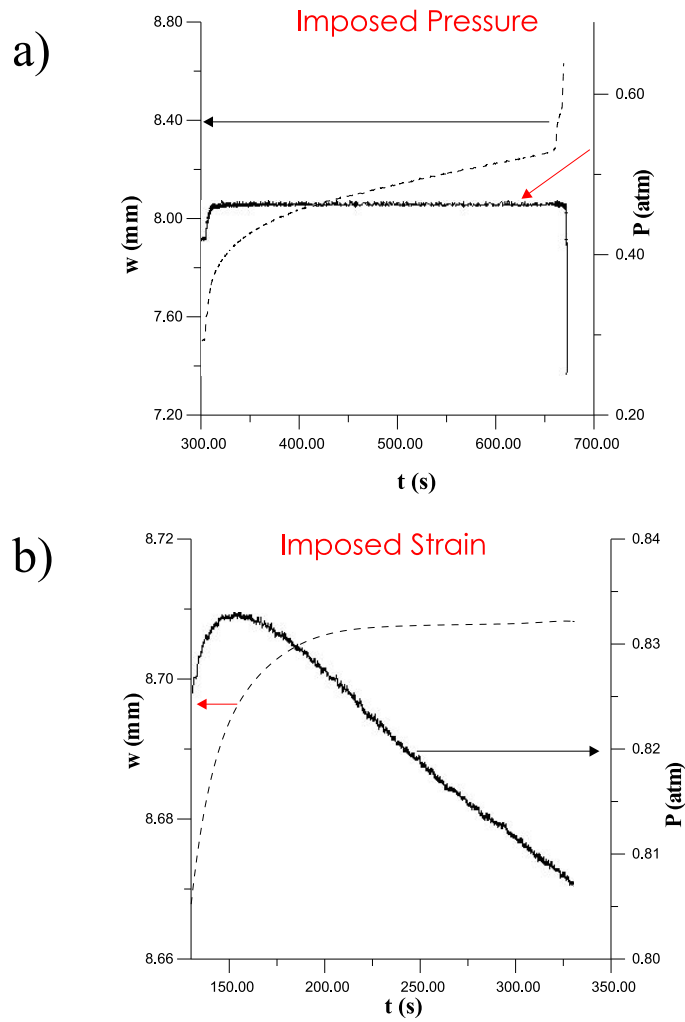 a)
Imposed Pressure
8.80
8.40
8.00
7.60
7.20
w (mm)
0.60
0.40
0.20
P (atm)
300.00 400.00 500.00 600.00 700.00
t (s)
b)
Imposed Strain
8.72
8.70
8.68
8.66
w (mm)
0.84
0.83
0.82
0.81
0.80
P (atm)
150.00 200.00 250.00 300.00 350.00
t (s)